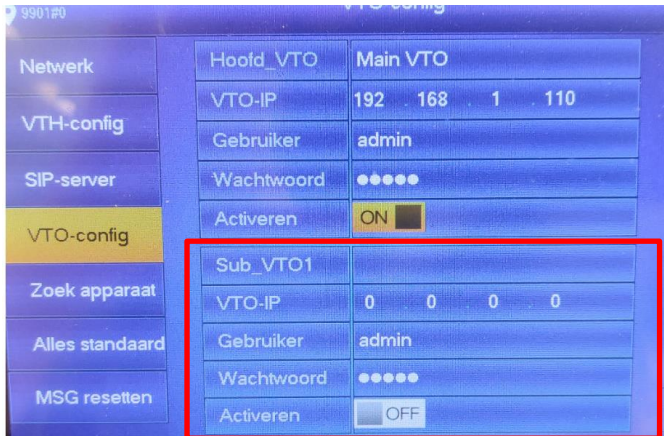 9901#0
VTO-config
Netwerk
VTH-config
SIP-server
VTO-config
Zoek apparaat
Alles standaard
MSG resetten
Hoofd_VTO Main VTO
VTO-IP 192 . 168 . 1 . 110
Gebruiker admin
Wachtwoord ●●●●●
Activeren ON
Sub_VTO1
VTO-IP 0 . 0 . 0 . 0
Gebruiker admin
Wachtwoord ●●●●●
Activeren OFF